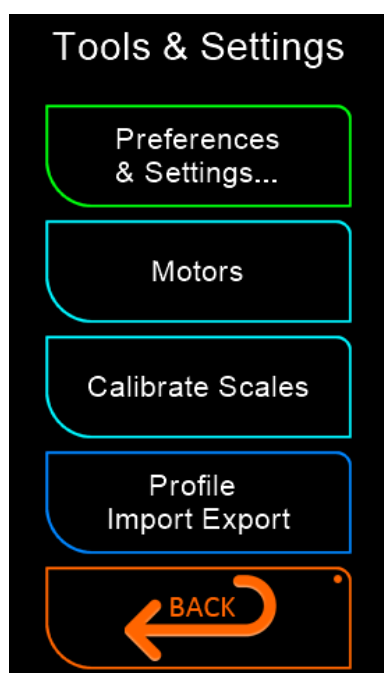 Tools & Settings
Preferences
& Settings...
Motors
Calibrate Scales
Profile
Import Export
BACK